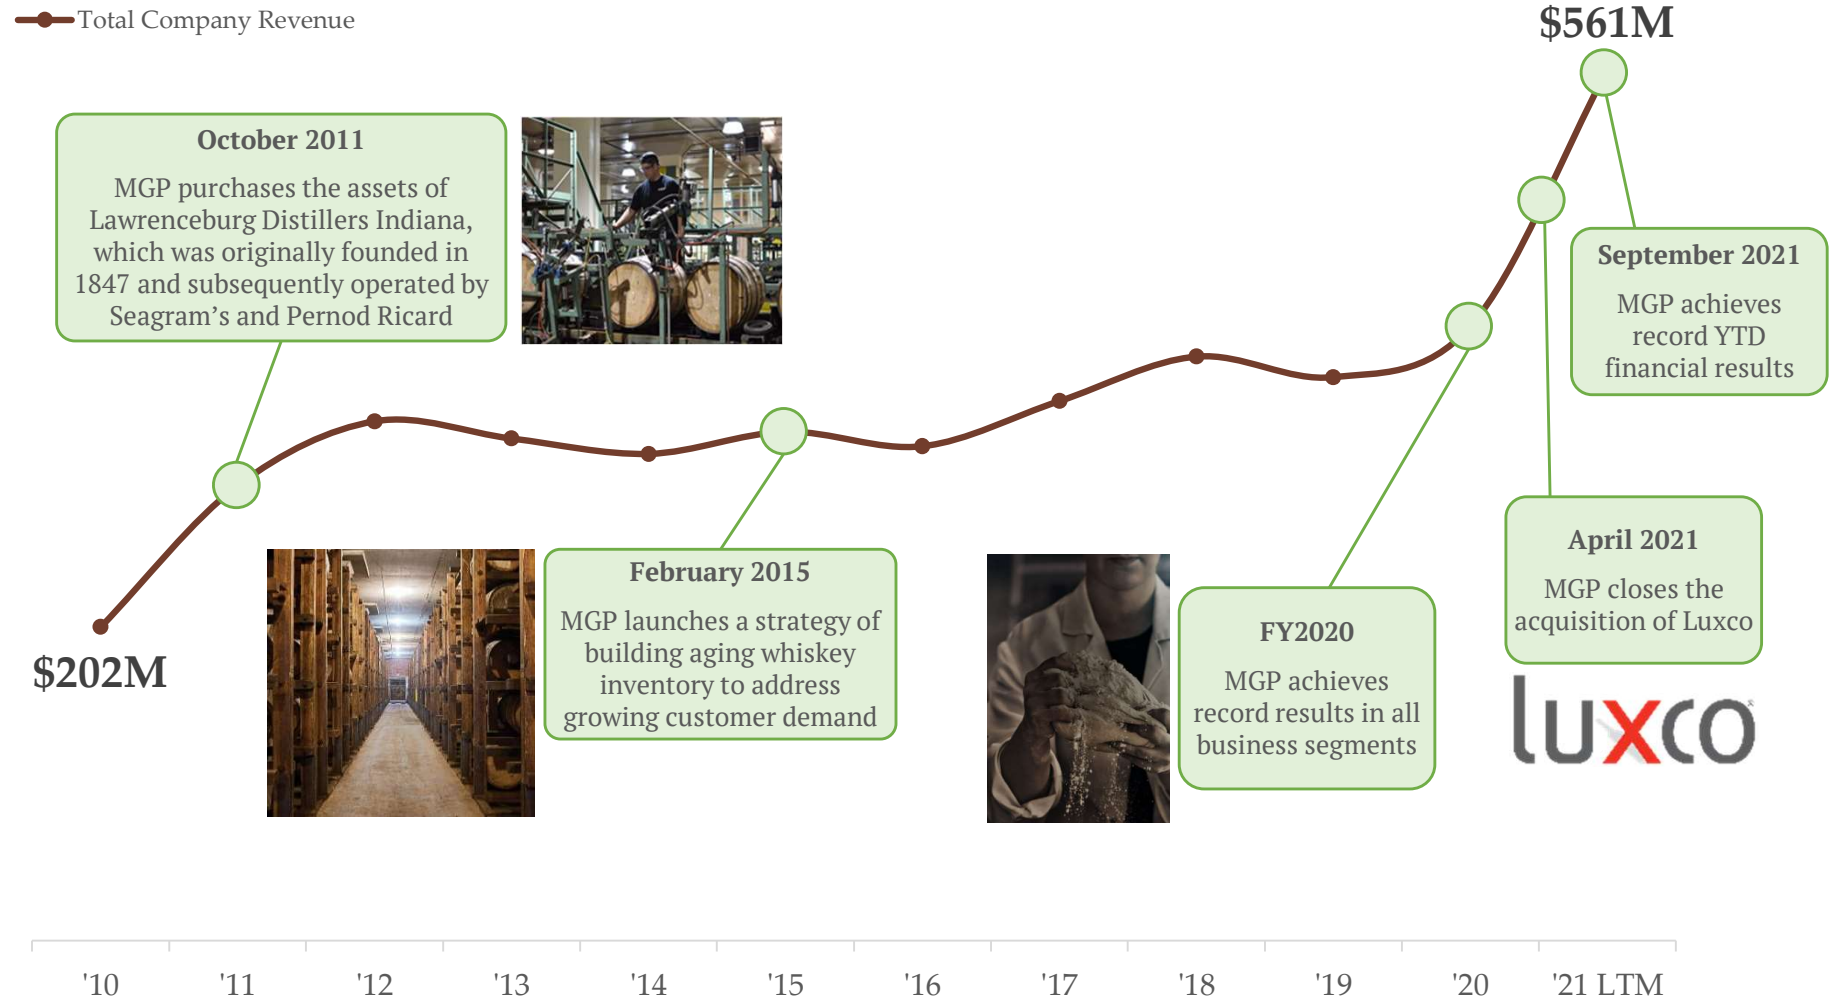 Total Company Revenue
$561M
October 2011
MGP purchases the assets of
Lawrenceburg Distillers Indiana,
which was originally founded in
1847 and subsequently operated by
Seagram’s and Pernod Ricard
September 2021
MGP achieves
record YTD
financial results
$202M
February 2015
MGP launches a strategy of
building aging whiskey
inventory to address
growing customer demand
FY2020
MGP achieves
record results in all
business segments
April 2021
MGP closes the
acquisition of Luxco
luxco
'10 '11 '12 '13 '14 '15 '16 '17 '18 '19 '20 '21 LTM